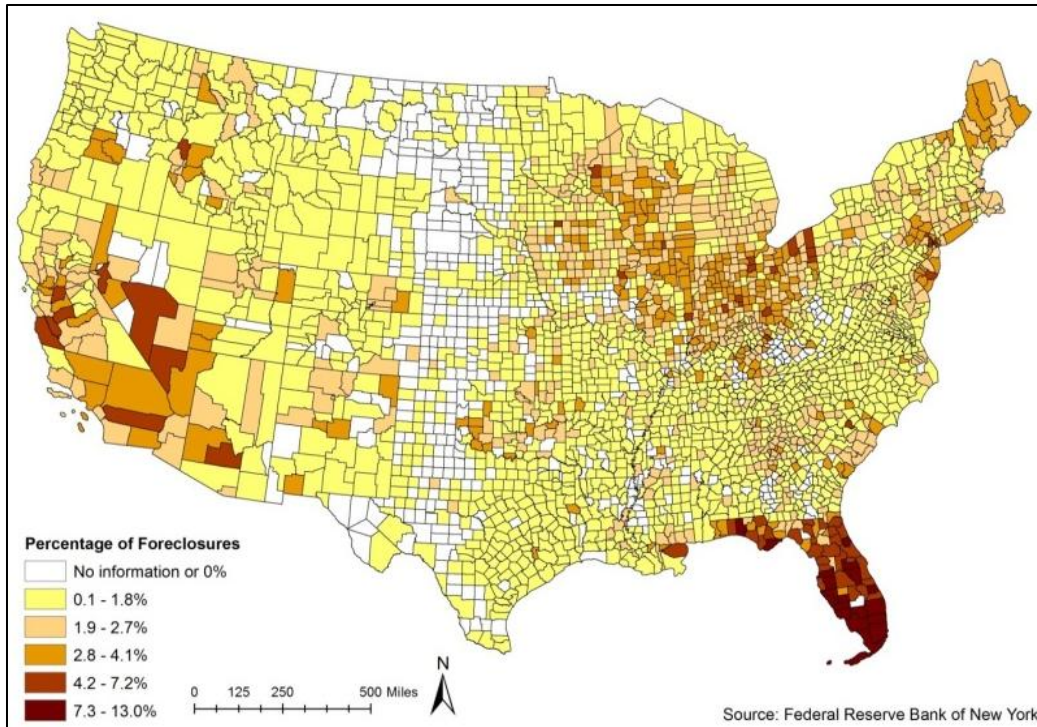 Percentage of Foreclosures
No information or 0%
0.1 - 1.8%
1.9 - 2.7%
2.8 - 4.1%
4.2 - 7.2%
7.3 - 13.0%
N
0 125 250 500 Miles
Source: Federal Reserve Bank of New York